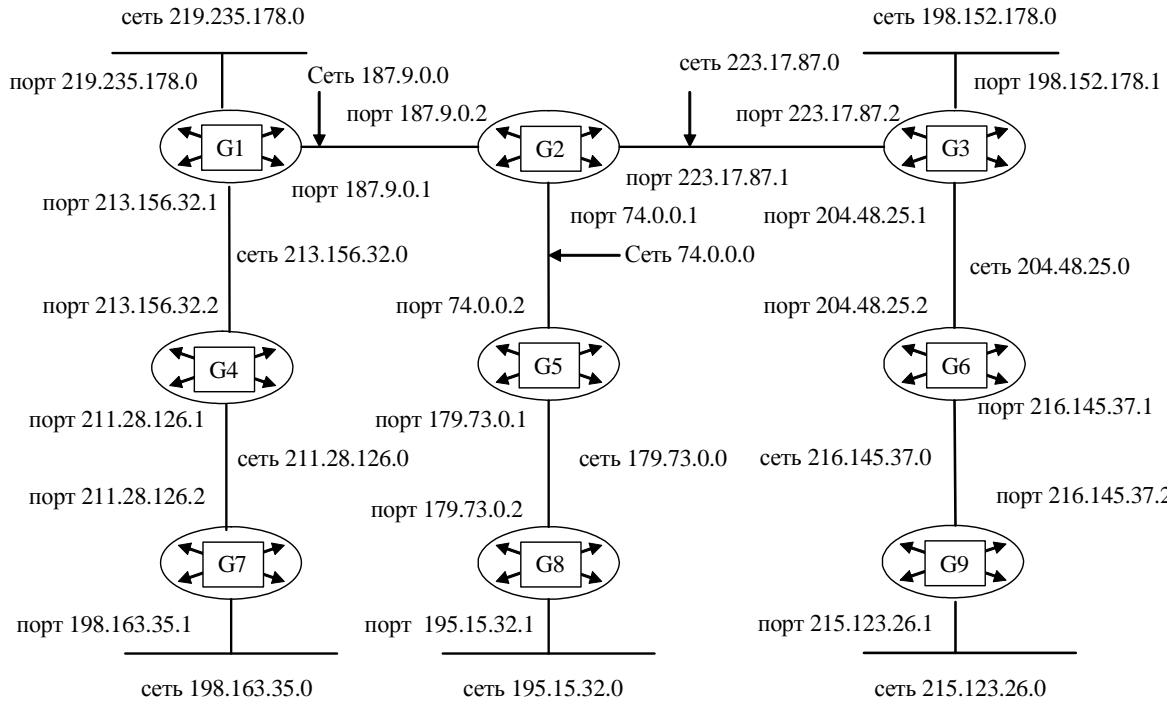 сеть 219.235.178.0
сеть 198.152.178.0
порт 219.235.178.0
Сеть 187.9.0.0
сеть 223.17.87.0
порт 198.152.178.1
порт 187.9.0.2
порт 223.17.87.2
G1
G2
G3
порт 213.156.32.1
порт 187.9.0.1
порт 223.17.87.1
порт 74.0.0.1
порт 204.48.25.1
сеть 213.156.32.0
Сеть 74.0.0.0
сеть 204.48.25.0
порт 213.156.32.2
порт 74.0.0.2
порт 204.48.25.2
G4
G5
G6
порт 211.28.126.1
порт 179.73.0.1
порт 216.145.37.1
сеть 211.28.126.0
сеть 179.73.0.0
сеть 216.145.37.0
порт 211.28.126.2
порт 179.73.0.2
порт 216.145.37.2
G7
G8
G9
порт 198.163.35.1
порт 195.15.32.1
порт 215.123.26.1
сеть 198.163.35.0
сеть 195.15.32.0
сеть 215.123.26.0